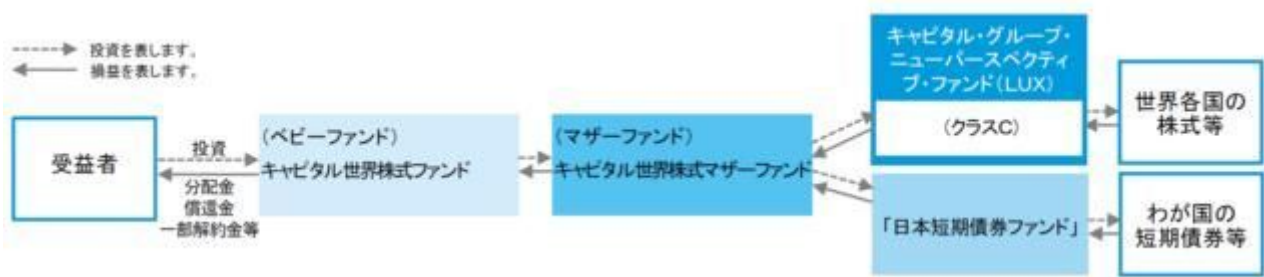 投資を表します。
損益を表します。
受益者
投資
分配金
償還金
一部解約金等
(ベビーファンド)
キャピタル世界株式ファンド
(マザーファンド)
キャピタル世界株式マザーファンド
キャピタル・グループ・
ニューパースペクティ
ブ・ファンド(LUX)
(クラスC)
世界各国の
株式等
「日本短期債券ファンド」
わが国の
短期債券等